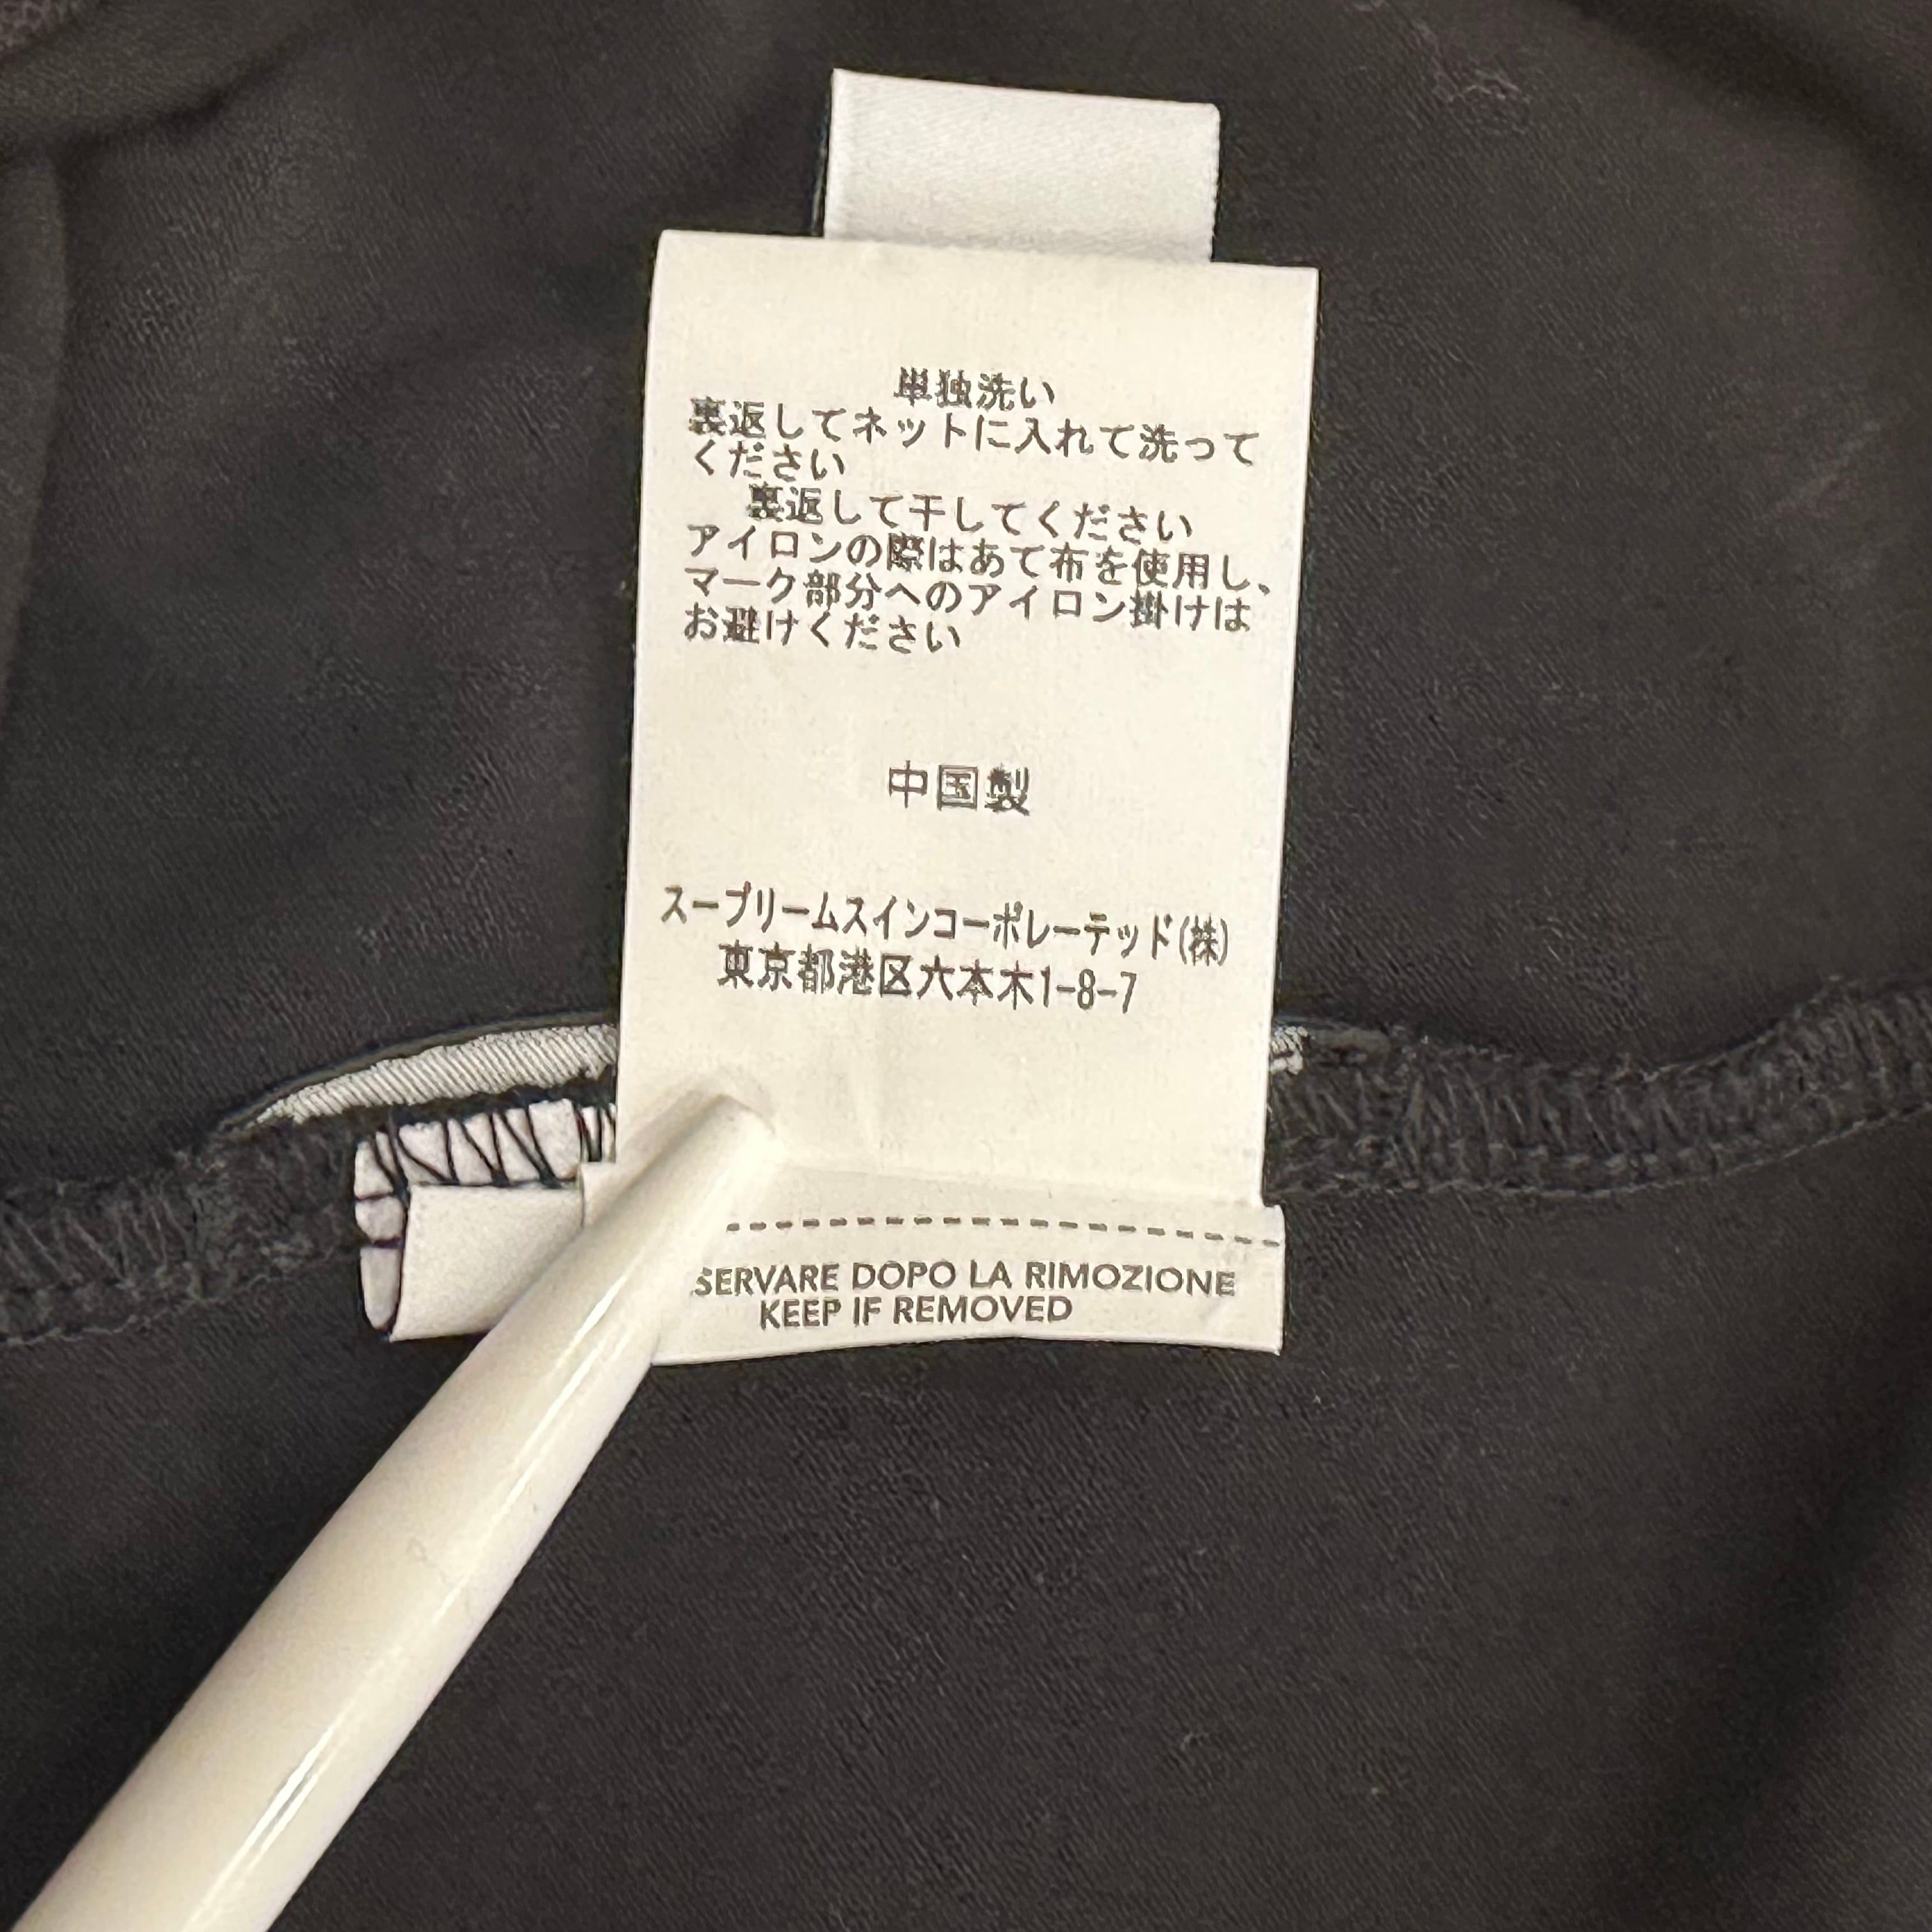 単独洗い
裏返してネットに入れて洗って
ください
裏返して干してください
アイロンの際はあて布を使用し、
マーク部分へのアイロン掛けは
お避けください
中国製
スープリームスインコーポレーテッド(株)
東京都港区六本木1-8-7
SERVARE DOPO LA RIMOZIONE
KEEP IF REMOVED